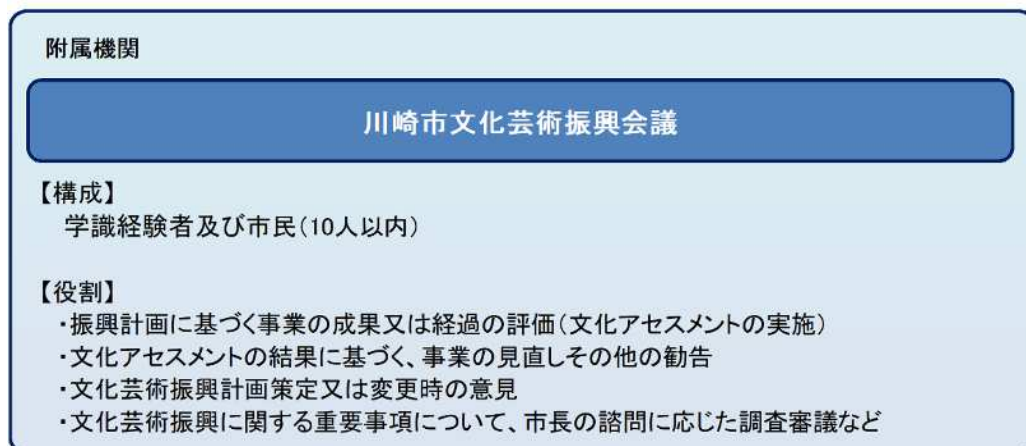 附属機関
川崎市文化芸術振興会議
【構成】
学識経験者及び市民(10人以内)
【役割】
・振興計画に基づく事業の成果又は経過の評価(文化アセスメントの実施)
・文化アセスメントの結果に基づく、事業の見直しその他の勧告
・文化芸術振興計画策定又は変更時の意見
・文化芸術振興に関する重要事項について、市長の諮問に応じた調査審議など